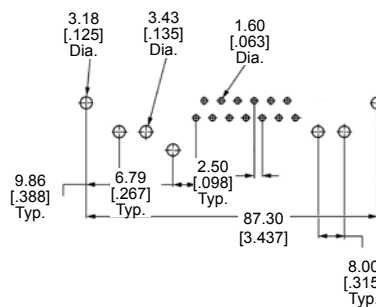 3.18
[.125]
Dia.
3.43
[.135]
Dia.
1.60
[.063]
Dia.
9.86
[.388]
Typ.
6.79
[.267]
Typ.
2.50
[.098]
Typ.
87.30
[3.437]
8.00
[.315
Typ.